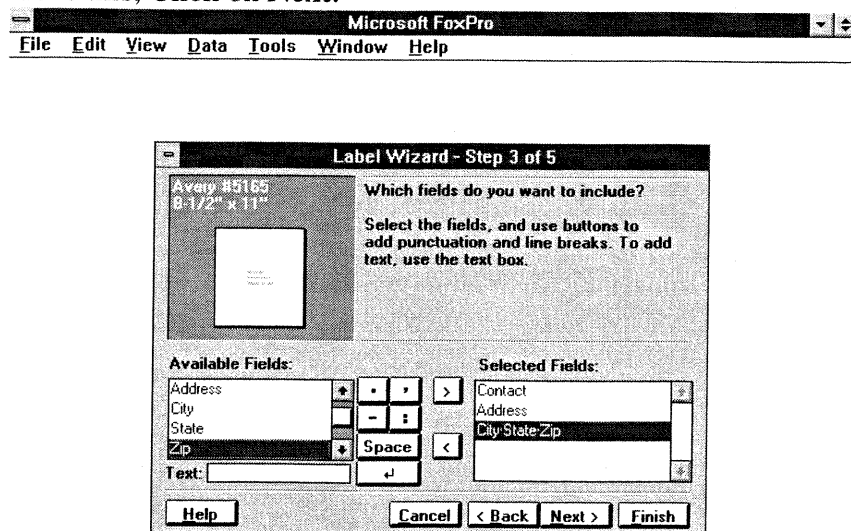 Microsoft FoxPro
File Edit View Data Tools Window Help
Label Wizard - Step 3 of 5
Avery #5165
8-1/2" x 11"
Which fields do you want to include?
Select the fields, and use buttons to
add punctuation and line breaks. To add
text, use the text box.
Available Fields:
Address
City
State
Zip
Text:
. ,
- :
Space
↵
>
<
Selected Fields:
Contact
Address
City·State·Zip
Help Cancel < Back Next > Finish